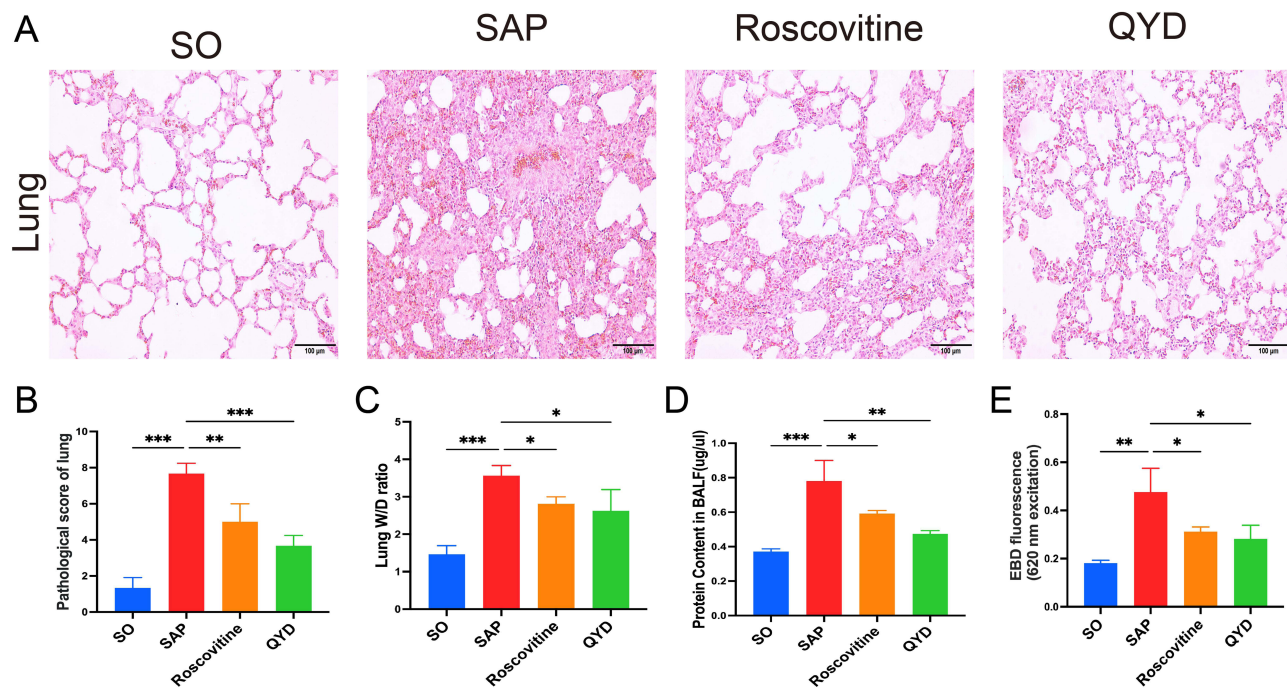 A
SO
SAP
Roscovitine
QYD
Lung
100 μm
100 μm
100 μm
100 μm
B
Pathological score of lung
10
8
6
4
2
0
***
***
**
SO
SAP
Roscovitine
QYD
C
Lung W/D ratio
5
4
3
2
1
0
*
***
*
SO
SAP
Roscovitine
QYD
D
Protein Content in BALF(ug/ul)
1.0
0.8
0.6
0.4
0.2
0.0
**
***
*
SO
SAP
Roscovitine
QYD
E
EBD fluorescence
(620 nm excitation)
0.8
0.6
0.4
0.2
0.0
*
**
*
SO
SAP
Roscovitine
QYD